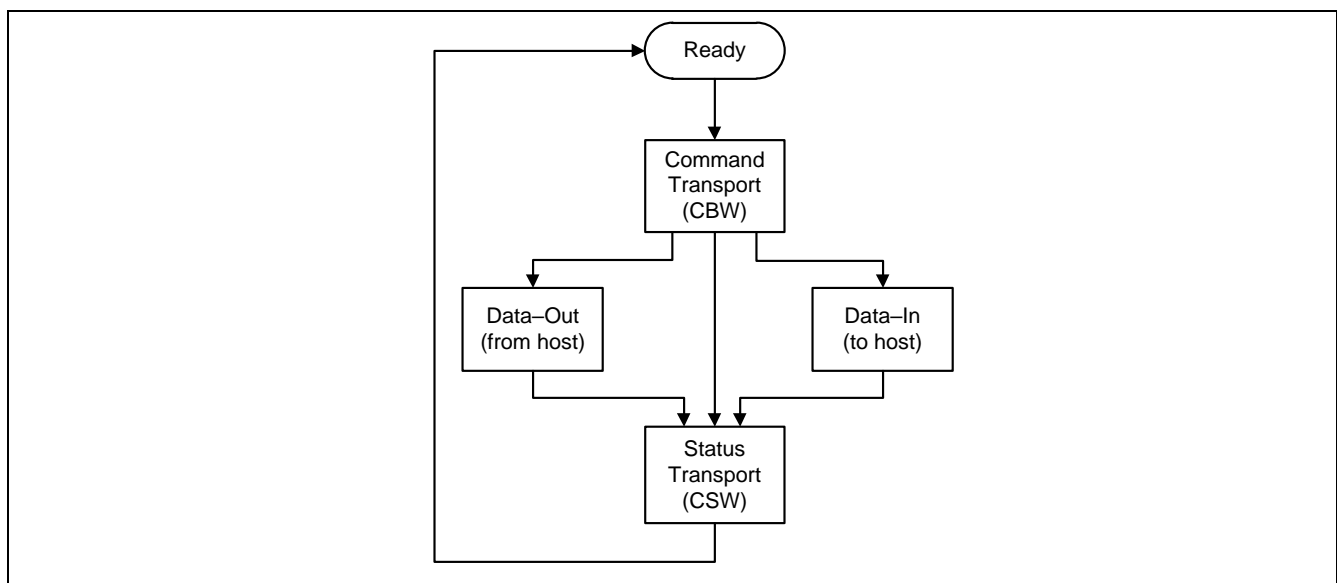 Ready
Command
Transport
(CBW)
Data–Out
(from host)
Data–In
(to host)
Status
Transport
(CSW)